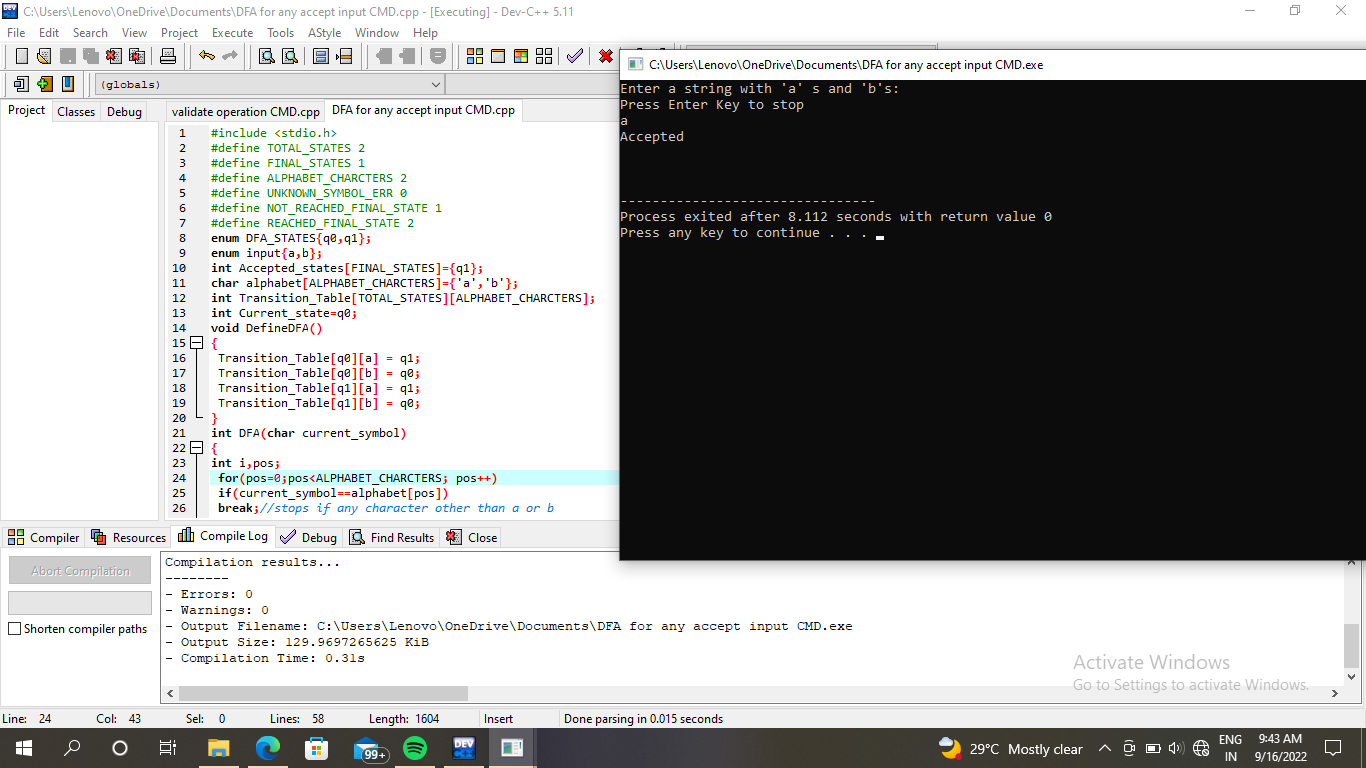 C:\Users\Lenovo\OneDrive\Documents\DFA for any accept input CMD.cpp - [Executing] - Dev-C++ 5.11
File Edit Search View Project Execute Tools AStyle Window Help
(globals)
Project Classes Debug
validate operation CMD.cpp DFA for any accept input CMD.cpp
1 #include <stdio.h>
2 #define TOTAL_STATES 2
3 #define FINAL_STATES 1
4 #define ALPHABET_CHARCTERS 2
5 #define UNKNOWN_SYMBOL_ERR 0
6 #define NOT_REACHED_FINAL_STATE 1
7 #define REACHED_FINAL_STATE 2
8 enum DFA_STATES{q0,q1};
9 enum input{a,b};
10 int Accepted_states[FINAL_STATES]={q1};
11 char alphabet[ALPHABET_CHARCTERS]={'a','b'};
12 int Transition_Table[TOTAL_STATES][ALPHABET_CHARCTERS];
13 int Current_state=q0;
14 void DefineDFA()
15 {
16 Transition_Table[q0][a] = q1;
17 Transition_Table[q0][b] = q0;
18 Transition_Table[q1][a] = q1;
19 Transition_Table[q1][b] = q0;
20 }
21 int DFA(char current_symbol)
22 {
23 int i,pos;
24 for(pos=0;pos<ALPHABET_CHARCTERS; pos++)
25 if(current_symbol==alphabet[pos])
26 break;//stops if any character other than a or b
C:\Users\Lenovo\OneDrive\Documents\DFA for any accept input CMD.exe
Enter a string with 'a' s and 'b's:
Press Enter Key to stop
a
Accepted
--------------------------------
Process exited after 8.112 seconds with return value 0
Press any key to continue . . .
Compiler Resources Compile Log Debug Find Results Close
Abort Compilation
Shorten compiler paths
Compilation results...
--------
- Errors: 0
- Warnings: 0
- Output Filename: C:\Users\Lenovo\OneDrive\Documents\DFA for any accept input CMD.exe
- Output Size: 129.9697265625 KiB
- Compilation Time: 0.31s
Activate Windows
Go to Settings to activate Windows.
Line: 24 Col: 43 Sel: 0 Lines: 58 Length: 1604 Insert Done parsing in 0.015 seconds
99+
DEV
29°C Mostly clear
ENG
IN
9:43 AM
9/16/2022